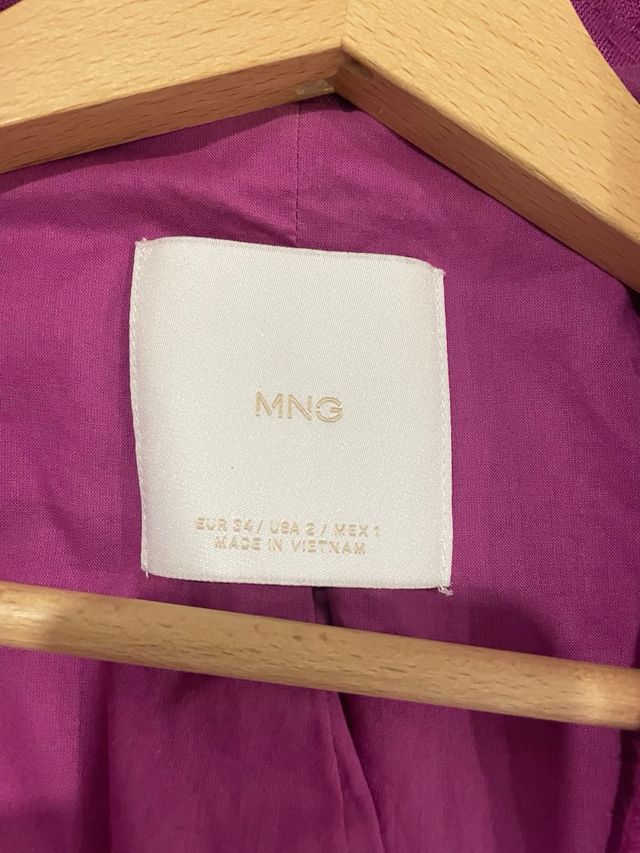 MNG
EUR 34 / USA 2 / MEX 1
MADE IN VIETNAM